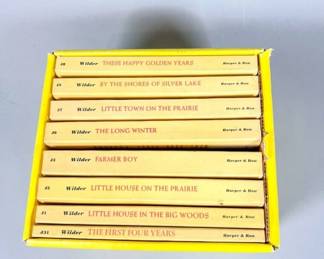 Wilder THESE HAPPY GOLDEN YEARS Harper & Row
Wilder BY THE SHORES OF SILVER LAKE Harper & Row
Wilder LITTLE TOWN ON THE PRAIRIE Harper & Row
Wilder THE LONG WINTER Harper & Row
Wilder FARMER BOY Harper & Row
Wilder LITTLE HOUSE ON THE PRAIRIE Harper & Row
Wilder LITTLE HOUSE IN THE BIG WOODS Harper & Row
Wilder THE FIRST FOUR YEARS Harper & Row